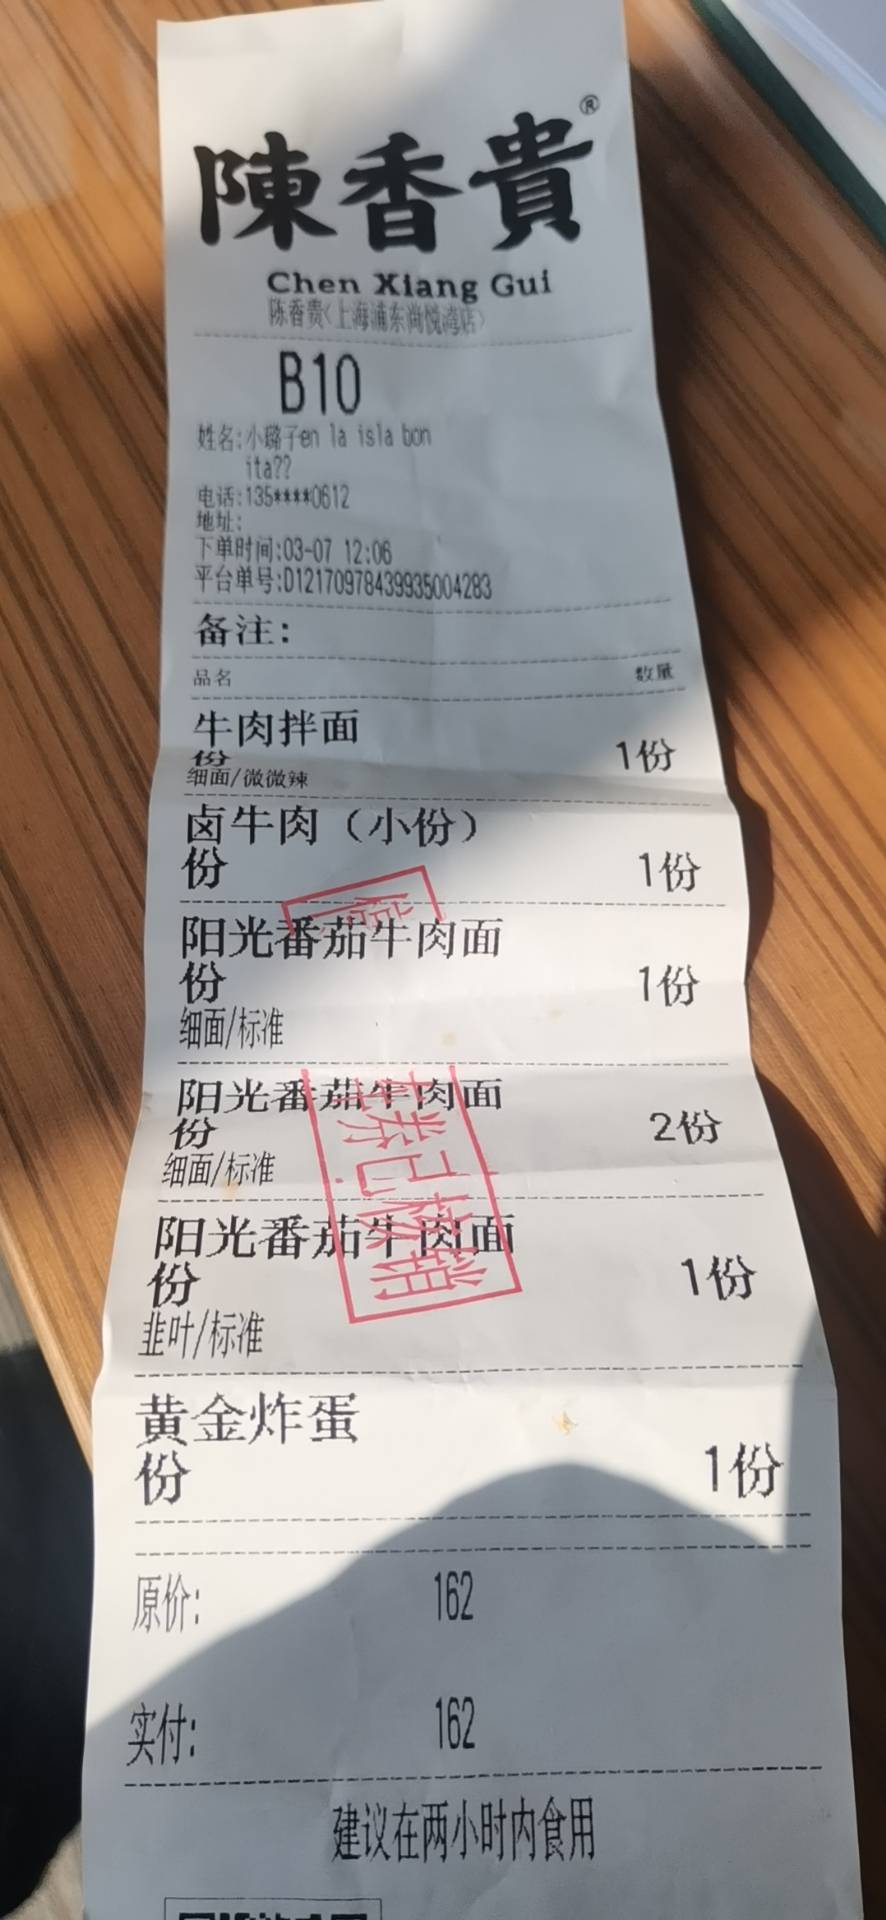 陳香貴®
Chen Xiang Gui
陈香贵(上海浦东尚悦湾店)
B10
姓名:小璐子en la isla bon
ita??
电话:135****0612
地址:
下单时间:03-07 12:06
平台单号:D12170978439935004283
备注:
品名 数量
牛肉拌面
份 1份
细面/微微辣
卤牛肉（小份）
份 1份
阳光番茄牛肉面
份 1份
细面/标准
阳光番茄牛肉面
份 2份
细面/标准
阳光番茄牛肉面
份 1份
韭叶/标准
券已核销
黄金炸蛋
份 1份
原价: 162
实付: 162
建议在两小时内食用